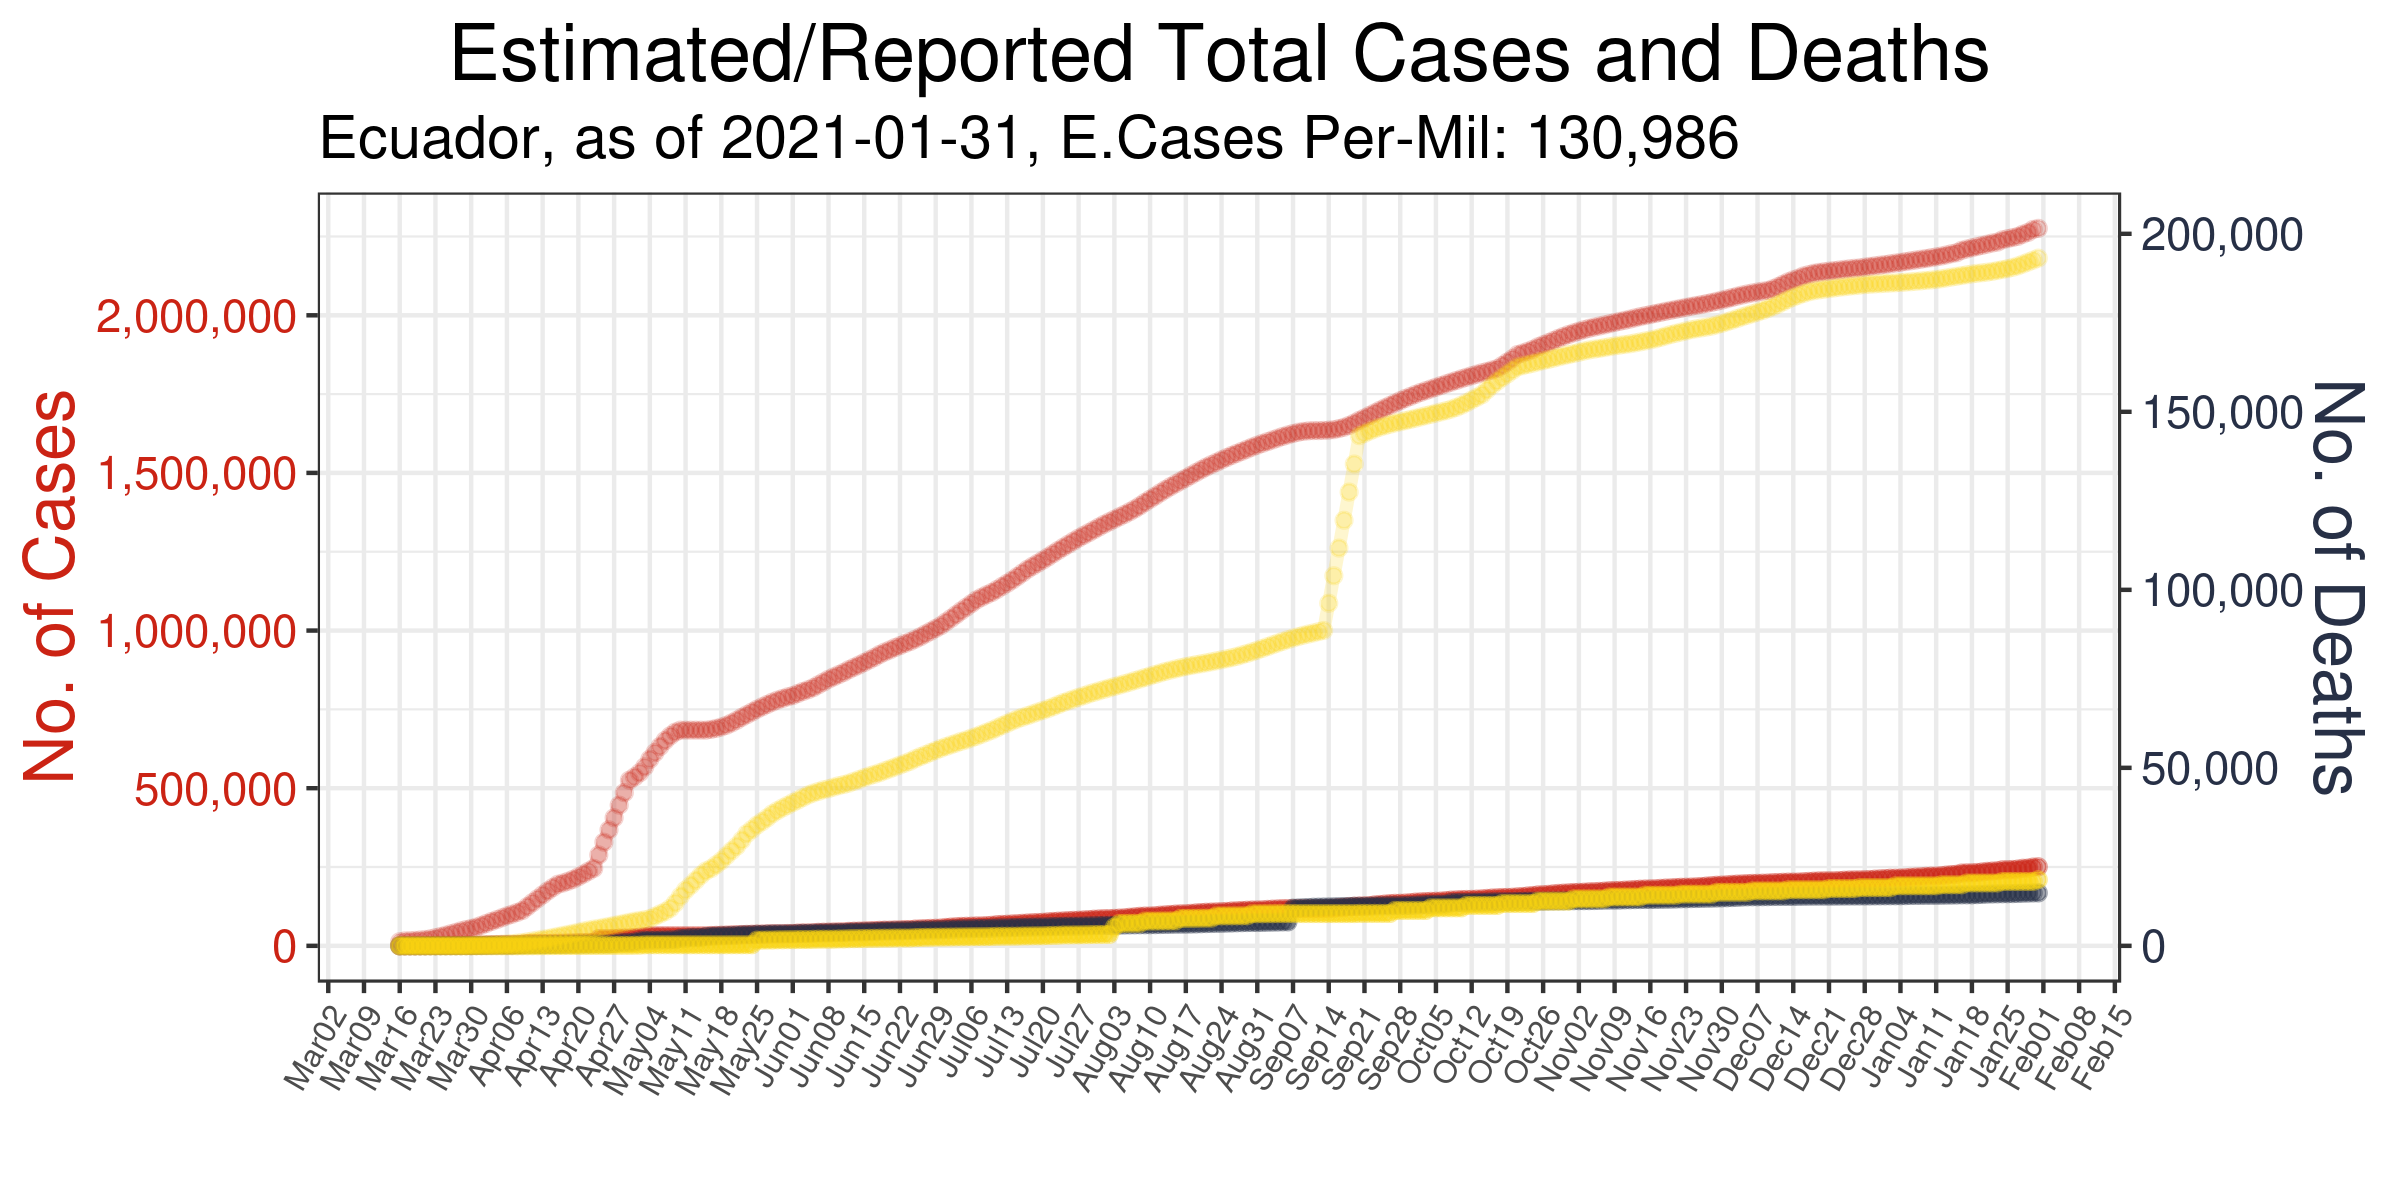 Estimated/Reported Total Cases and Deaths
Ecuador, as of 2021-01-31, E.Cases Per-Mil: 130,986
No. of Cases
2,000,000
1,500,000
1,000,000
500,000
0
200,000
150,000
100,000
50,000
0
No. of Deaths
Mar02
Mar09
Mar16
Mar23
Mar30
Apr06
Apr13
Apr20
Apr27
May04
May11
May18
May25
Jun01
Jun08
Jun15
Jun22
Jun29
Jul06
Jul13
Jul20
Jul27
Aug03
Aug10
Aug17
Aug24
Aug31
Sep07
Sep14
Sep21
Sep28
Oct05
Oct12
Oct19
Oct26
Nov02
Nov09
Nov16
Nov23
Nov30
Dec07
Dec14
Dec21
Dec28
Jan04
Jan11
Jan18
Jan25
Feb01
Feb08
Feb15